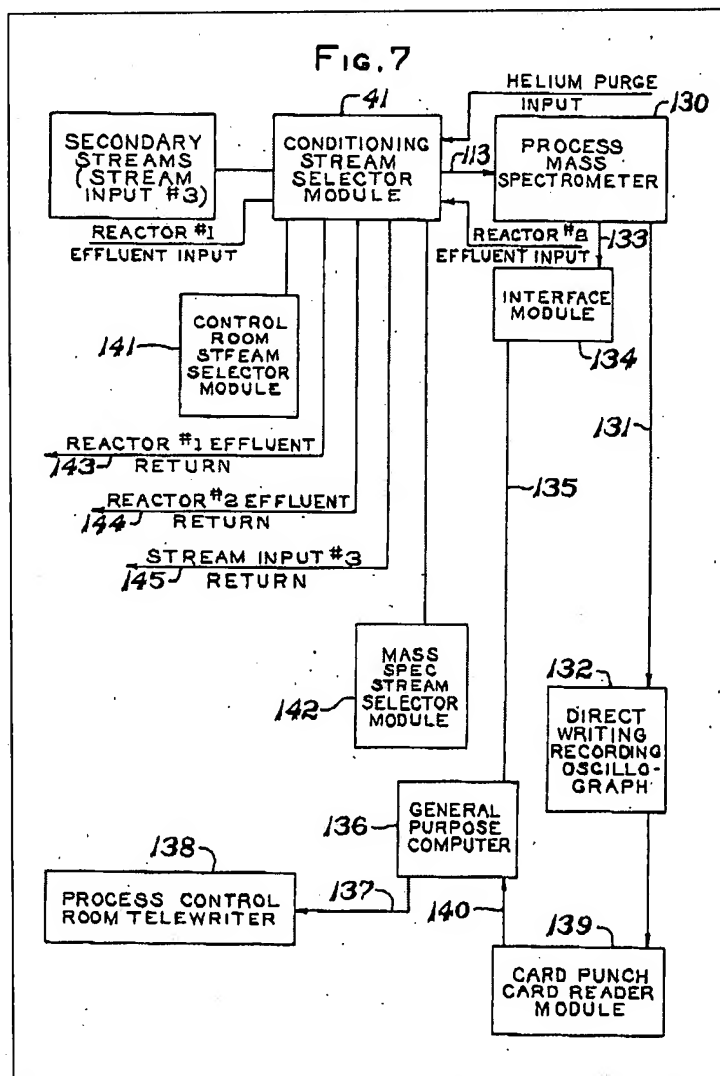 FIG. 7
41
HELIUM PURGE
INPUT
130
SECONDARY
STREAMS
(STREAM
INPUT #3)
CONDITIONING
STREAM
SELECTOR
MODULE
113
PROCESS
MASS
SPECTROMETER
REACTOR #1
EFFLUENT INPUT
REACTOR #2
EFFLUENT INPUT
133
INTERFACE
MODULE
134
141
CONTROL
ROOM
STFEAM
SELECTOR
MODULE
131
REACTOR #1 EFFLUENT
143
RETURN
135
REACTOR #2 EFFLUENT
144
RETURN
STREAM INPUT #3
145
RETURN
142
MASS
SPEC
STREAM
SELECTOR
MODULE
132
DIRECT
WRITING
RECORDING
OSCILLO-
GRAPH
136
GENERAL
PURPOSE
COMPUTER
138
PROCESS CONTROL
ROOM TELEWRITER
137
140
139
CARD PUNCH
CARD READER
MODULE